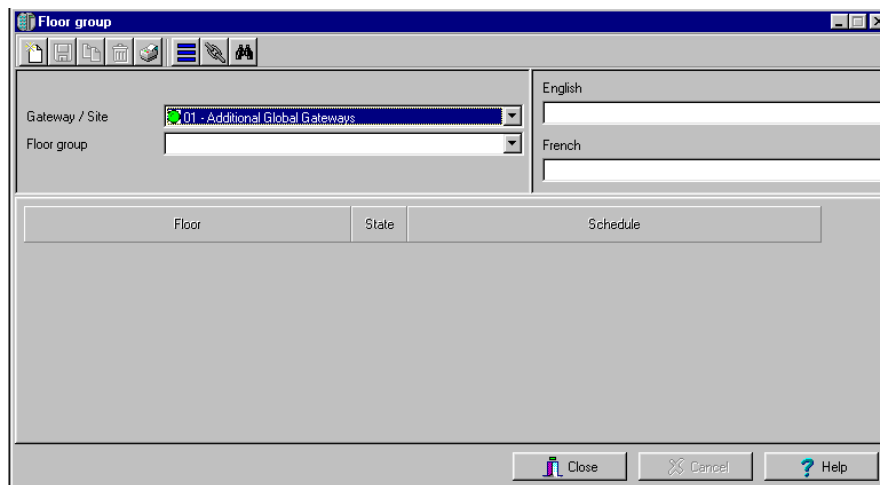 Floor group
English
Gateway / Site 01 - Additional Global Gateways
Floor group
French
Floor State Schedule
Close Cancel Help